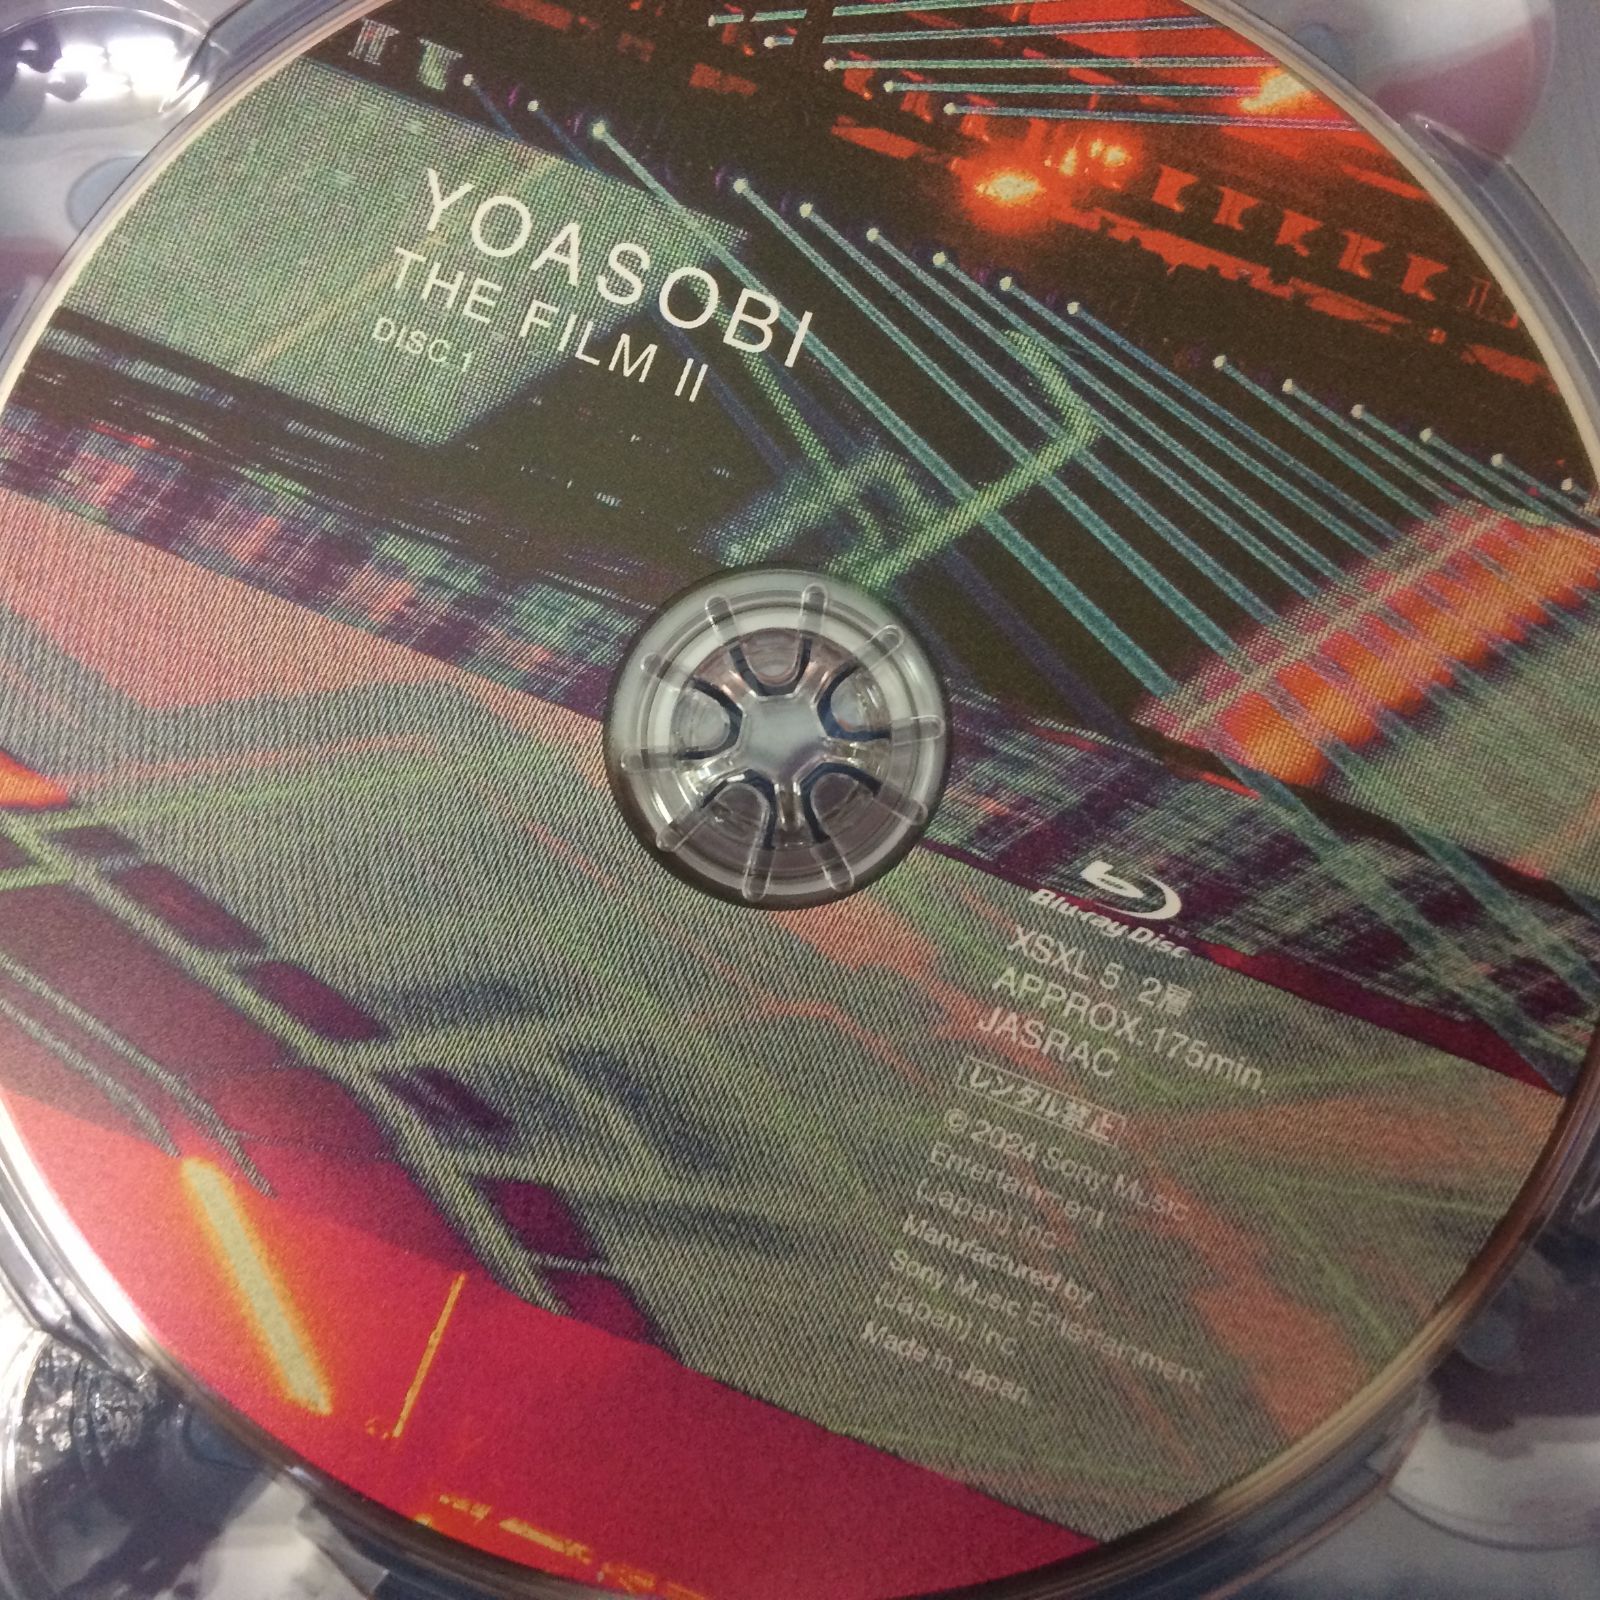 YOASOBI
THE FILM II
DISC 1
Blu-ray Disc™
XSXL 5 2層
APPROX.175min.
JASRAC
レンタル禁止
© 2024 Sony Music
Entertainment
(Japan) Inc
Manufactured by
Sony Music Entertainment
(Japan) Inc
Made in Japan